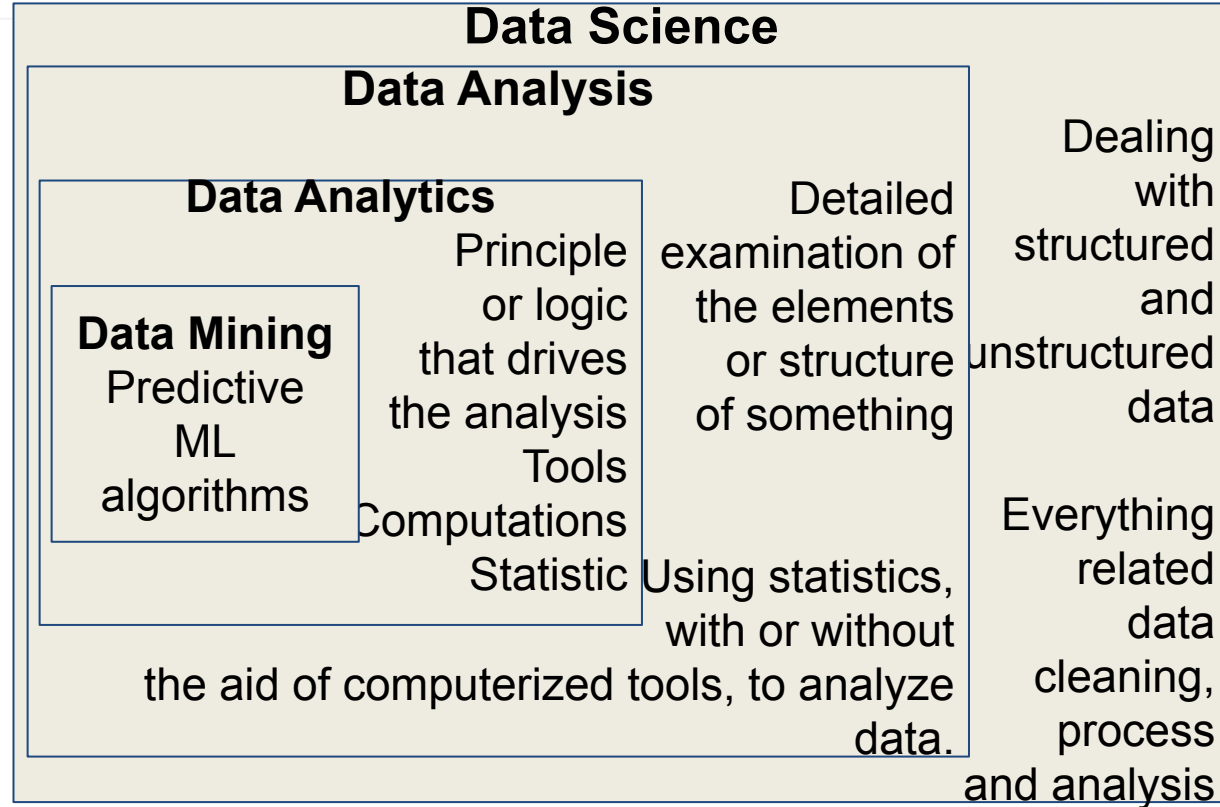 Data Science
Data Analysis
Data Analytics
Principle
or logic
that drives
the analysis
Tools
Computations
Statistic
Data Mining
Predictive
ML
algorithms
Detailed
examination of
the elements
or structure
of something
Using statistics,
with or without
the aid of computerized tools, to analyze
data.
Dealing
with
structured
and
unstructured
data
Everything
related
data
cleaning,
process
and analysis